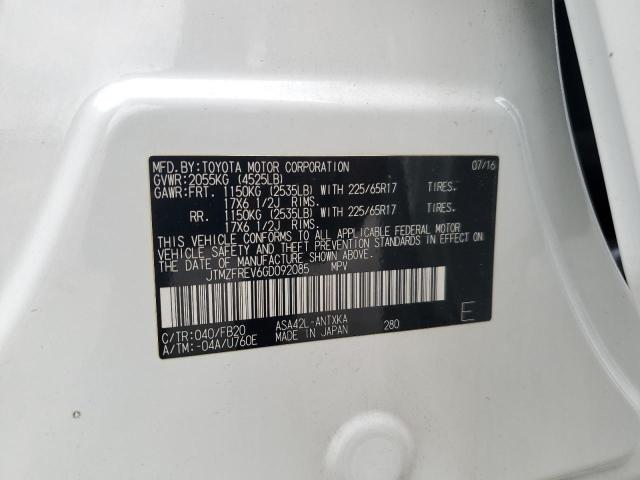 MFD.BY:TOYOTA MOTOR CORPORATION 07/16
GVWR:2055KG (4525LB)
GAWR:FRT. 1150KG (2535LB) WITH 225/65R17 TIRES.
17X6 1/2J RIMS.
RR. 1150KG (2535LB) WITH 225/65R17 TIRES.
17X6 1/2J RIMS.
THIS VEHICLE CONFORMS TO ALL APPLICABLE FEDERAL MOTOR
VEHICLE SAFETY AND THEFT PREVENTION STANDARDS IN EFFECT
ON THE DATE OF MANUFACTURE SHOWN ABOVE.
JTMZFREV6GD092085 MPV
C/TR:040/FB20 ASA42L-ANTXKA 280 E
A/TM:-04A/U760E MADE IN JAPAN